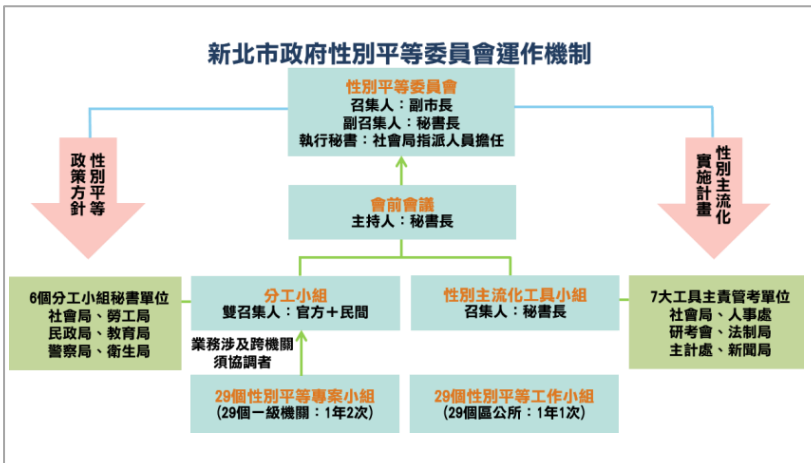 新北市政府性別平等委員會運作機制
性別平等委員會
召集人：副市長
副召集人：秘書長
執行秘書：社會局指派人員擔任
性別平等
政策方針
性別主流化
實施計畫
會前會議
主持人：秘書長
6個分工小組秘書單位
社會局、勞工局
民政局、教育局
警察局、衛生局
分工小組
雙召集人：官方＋民間
性別主流化工具小組
召集人：秘書長
7大工具主責管考單位
社會局、人事處
研考會、法制局
主計處、新聞局
業務涉及跨機關
須協調者
29個性別平等專案小組
(29個一級機關：1年2次)
29個性別平等工作小組
(29個區公所：1年1次)